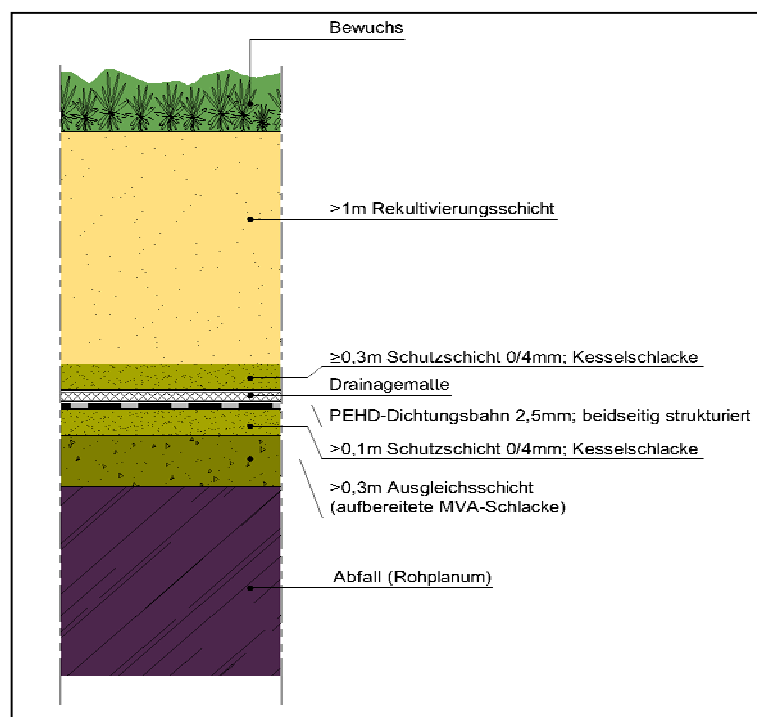 Bewuchs
>1m Rekultivierungsschicht
≥0,3m Schutzschicht 0/4mm; Kesselschlacke
Drainagematte
PEHD-Dichtungsbahn 2,5mm; beidseitig strukturiert
>0,1m Schutzschicht 0/4mm; Kesselschlacke
>0,3m Ausgleichsschicht
(aufbereitete MVA-Schlacke)
Abfall (Rohplanum)